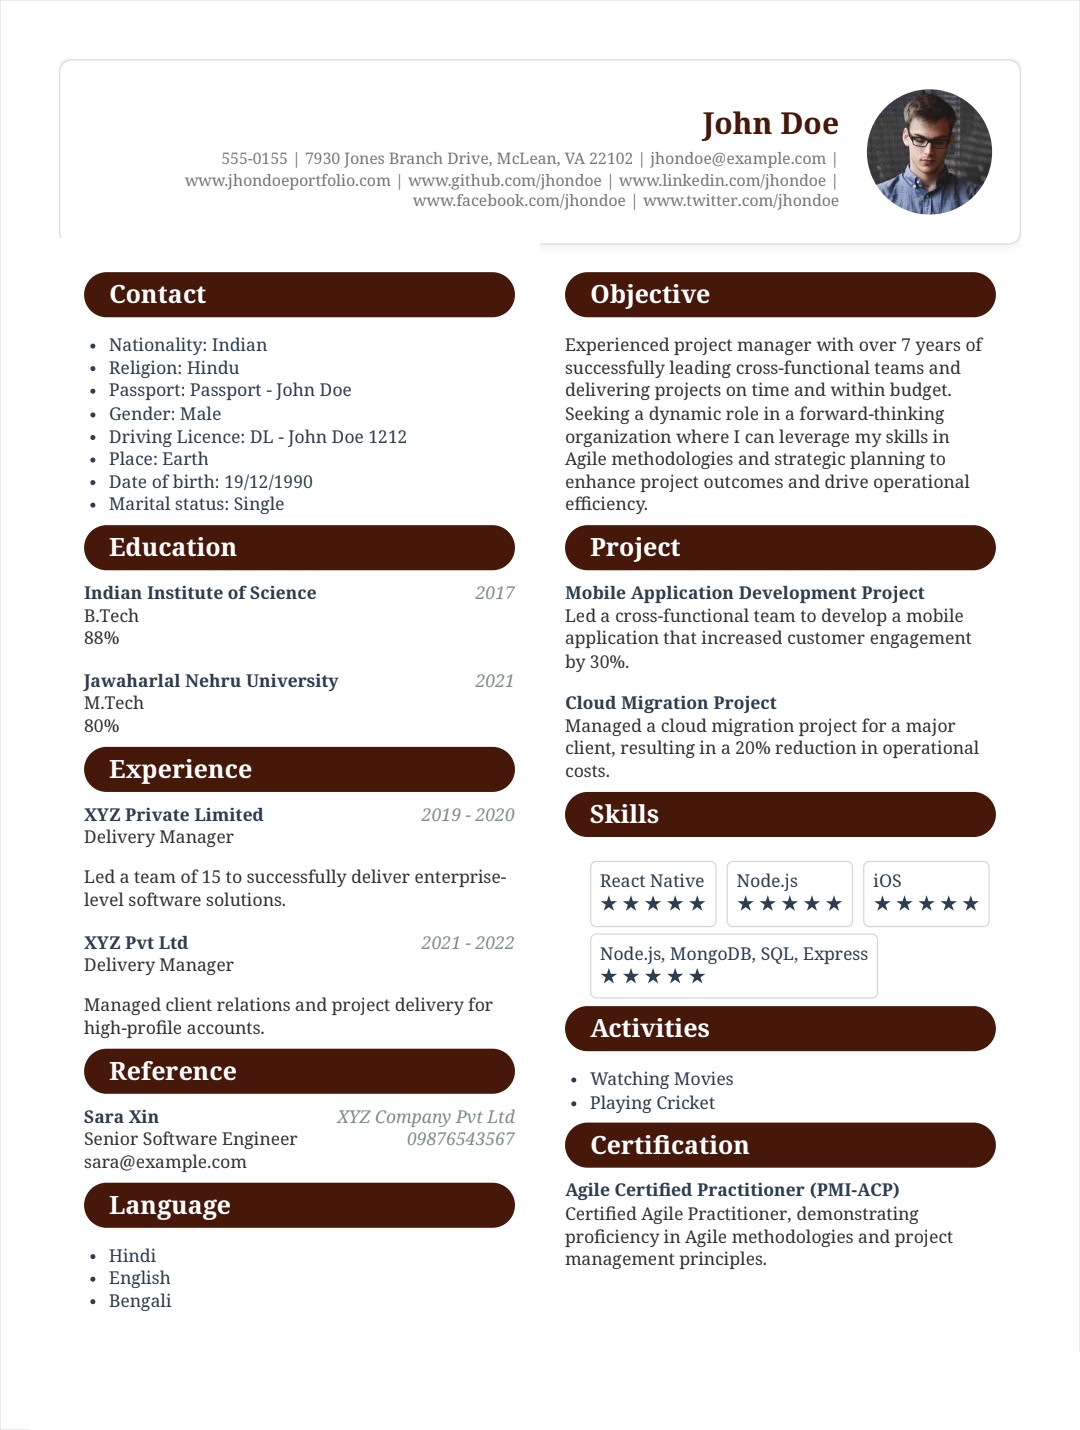 John Doe
555-0155 | 7930 Jones Branch Drive, McLean, VA 22102 | jhondoe@example.com |
www.jhondoeportfolio.com | www.github.com/jhondoe | www.linkedin.com/jhondoe |
www.facebook.com/jhondoe | www.twitter.com/jhondoe
Contact
• Nationality: Indian
• Religion: Hindu
• Passport: Passport - John Doe
• Gender: Male
• Driving Licence: DL - John Doe 1212
• Place: Earth
• Date of birth: 19/12/1990
• Marital status: Single
Education
Indian Institute of Science 2017
B.Tech
88%
Jawaharlal Nehru University 2021
M.Tech
80%
Experience
XYZ Private Limited 2019 - 2020
Delivery Manager
Led a team of 15 to successfully deliver enterprise-
level software solutions.
XYZ Pvt Ltd 2021 - 2022
Delivery Manager
Managed client relations and project delivery for
high-profile accounts.
Reference
Sara Xin XYZ Company Pvt Ltd
Senior Software Engineer 09876543567
sara@example.com
Language
• Hindi
• English
• Bengali
Objective
Experienced project manager with over 7 years of
successfully leading cross-functional teams and
delivering projects on time and within budget.
Seeking a dynamic role in a forward-thinking
organization where I can leverage my skills in
Agile methodologies and strategic planning to
enhance project outcomes and drive operational
efficiency.
Project
Mobile Application Development Project
Led a cross-functional team to develop a mobile
application that increased customer engagement
by 30%.
Cloud Migration Project
Managed a cloud migration project for a major
client, resulting in a 20% reduction in operational
costs.
Skills
React Native
★★★★★
Node.js
★★★★★
iOS
★★★★★
Node.js, MongoDB, SQL, Express
★★★★★
Activities
• Watching Movies
• Playing Cricket
Certification
Agile Certified Practitioner (PMI-ACP)
Certified Agile Practitioner, demonstrating
proficiency in Agile methodologies and project
management principles.